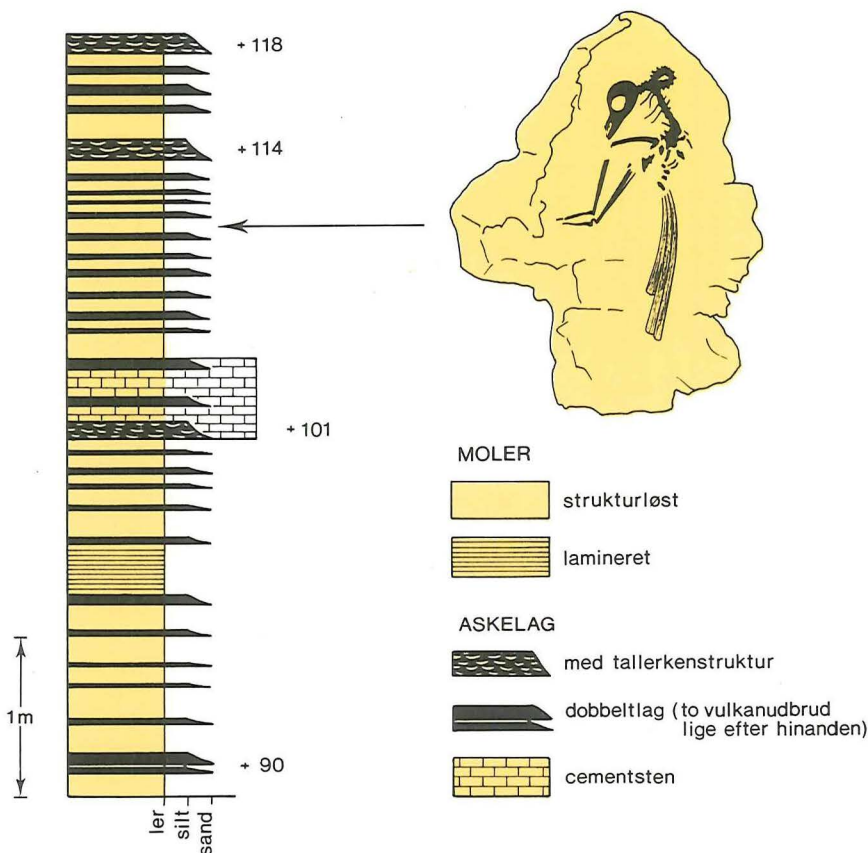 + 118
+ 114
+ 101
+ 90
1m
ler
silt
sand
MOLER
strukturløst
lamineret
ASKELAG
med tallerkenstruktur
dobbeltlag (to vulkanudbrud
lige efter hinanden)
cementsten